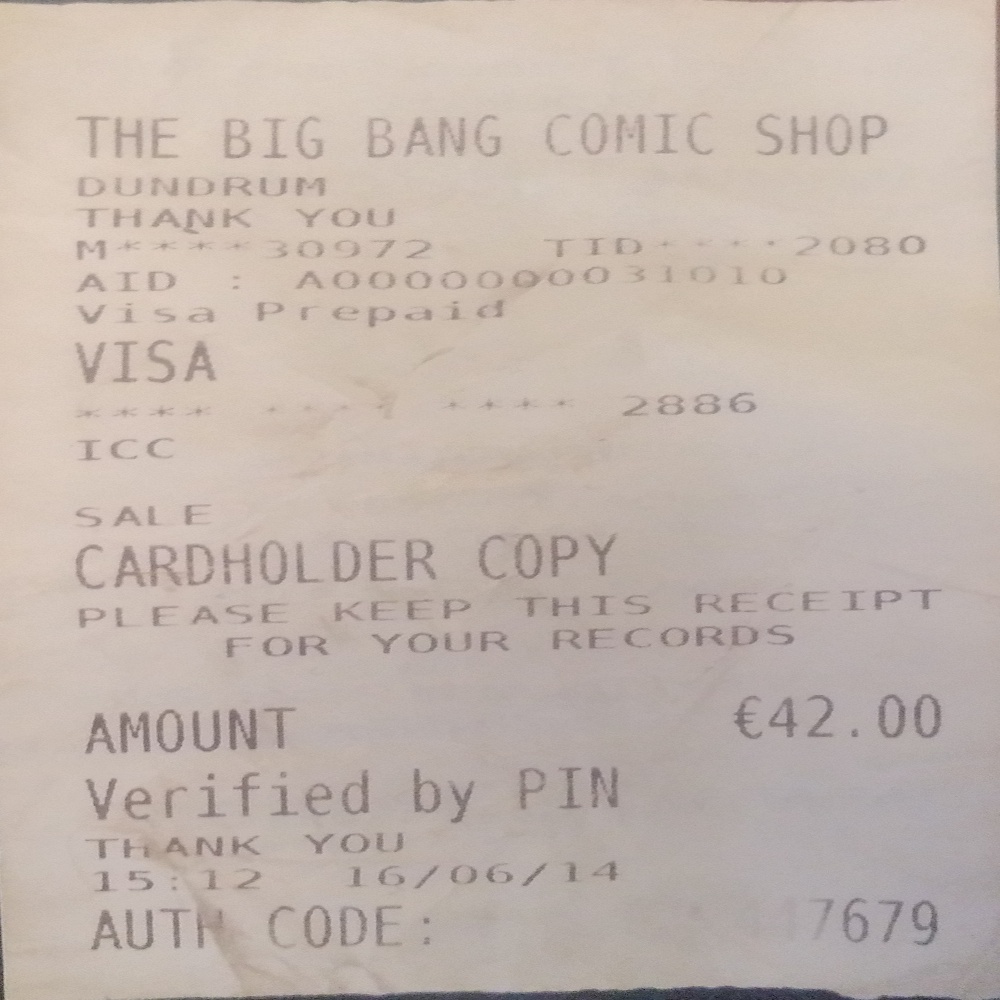 THE BIG BANG COMIC SHOP
DUNDRUM
THANK YOU
M****30972 TID****2080
AID : A0000000031010
Visa Prepaid
VISA
**** **** **** 2886
ICC
SALE
CARDHOLDER COPY
PLEASE KEEP THIS RECEIPT
FOR YOUR RECORDS
AMOUNT €42.00
Verified by PIN
THANK YOU
15:12 16/06/14
AUTH CODE: